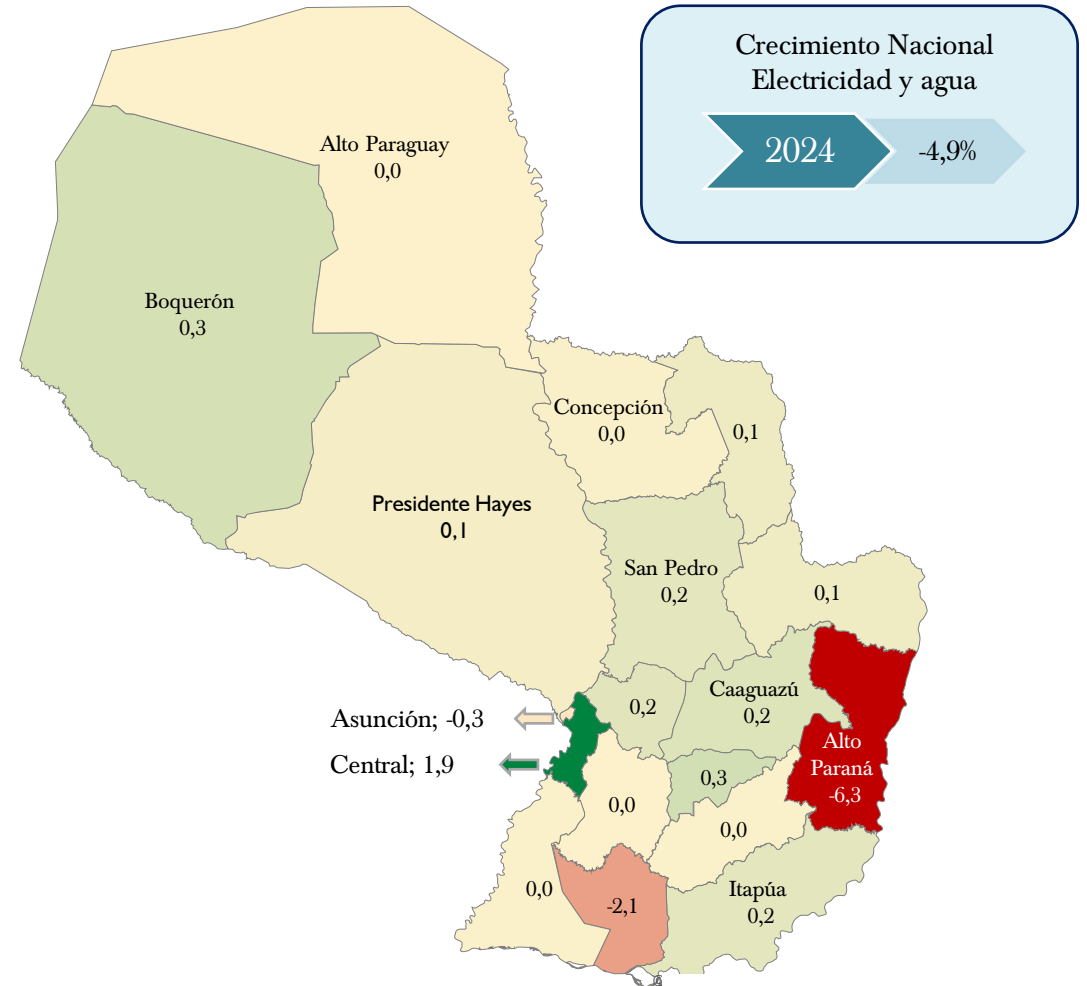 Crecimiento Nacional
Electricidad y agua
2024
-4,9%
Alto Paraguay
0,0
Boquerón
0,3
Concepción
0,0
0,1
Presidente Hayes
0,1
San Pedro
0,2
0,1
Caaguazú
0,2
0,2
Asunción; -0,3
Central; 1,9
Alto
Paraná
-6,3
0,3
0,0
0,0
Itapúa
0,2
0,0
-2,1